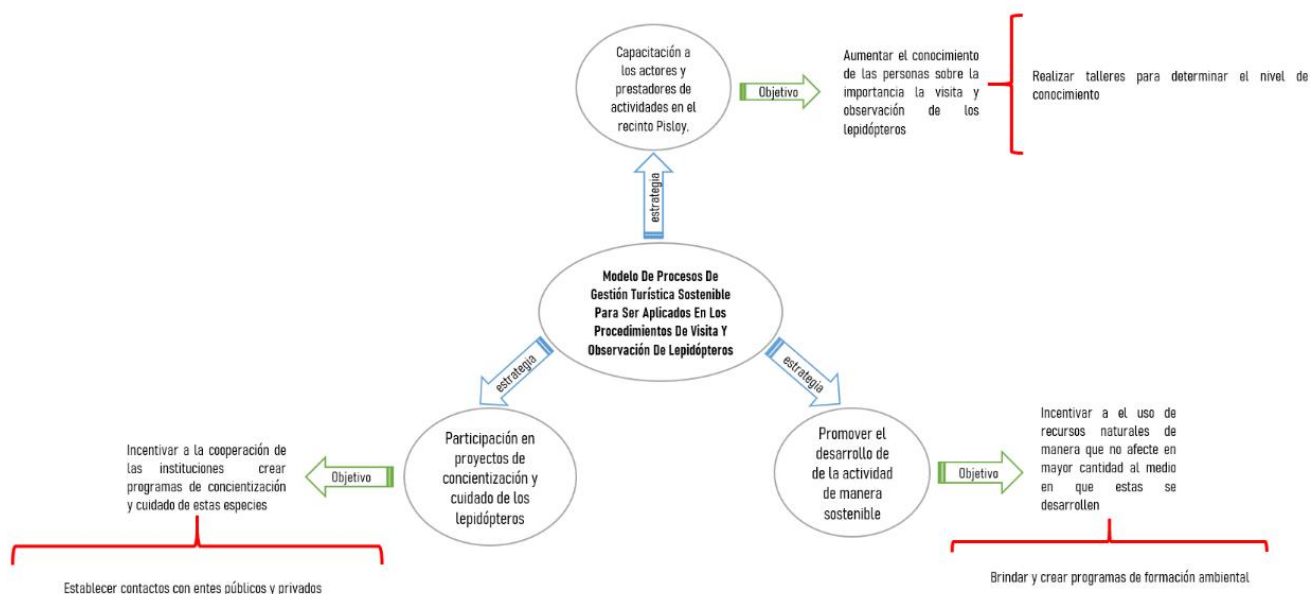 Capacitación a
los actores y
prestadores de
actividades en el
recinto Pisloy.
Objetivo
Aumentar el conocimiento
de las personas sobre la
importancia la visita y
observación de los
lepidópteros
Realizar talleres para determinar el nivel de
conocimiento
estrategia
Modelo De Procesos De
Gestión Turística Sostenible
Para Ser Aplicados En Los
Procedimientos De Visita Y
Observación De Lepidópteros
estrategia
estrategia
Incentivar a la cooperación de
las instituciones crear
programas de concientización
y cuidado de estas especies
Objetivo
Participación en
proyectos de
concientización y
cuidado de los
lepidópteros
Establecer contactos con entes públicos y privados
Promover el
desarrollo de
de la actividad
de manera
sostenible
Objetivo
Incentivar a el uso de
recursos naturales de
manera que no afecte en
mayor cantidad al medio
en que estas se
desarrollen
Brindar y crear programas de formación ambiental